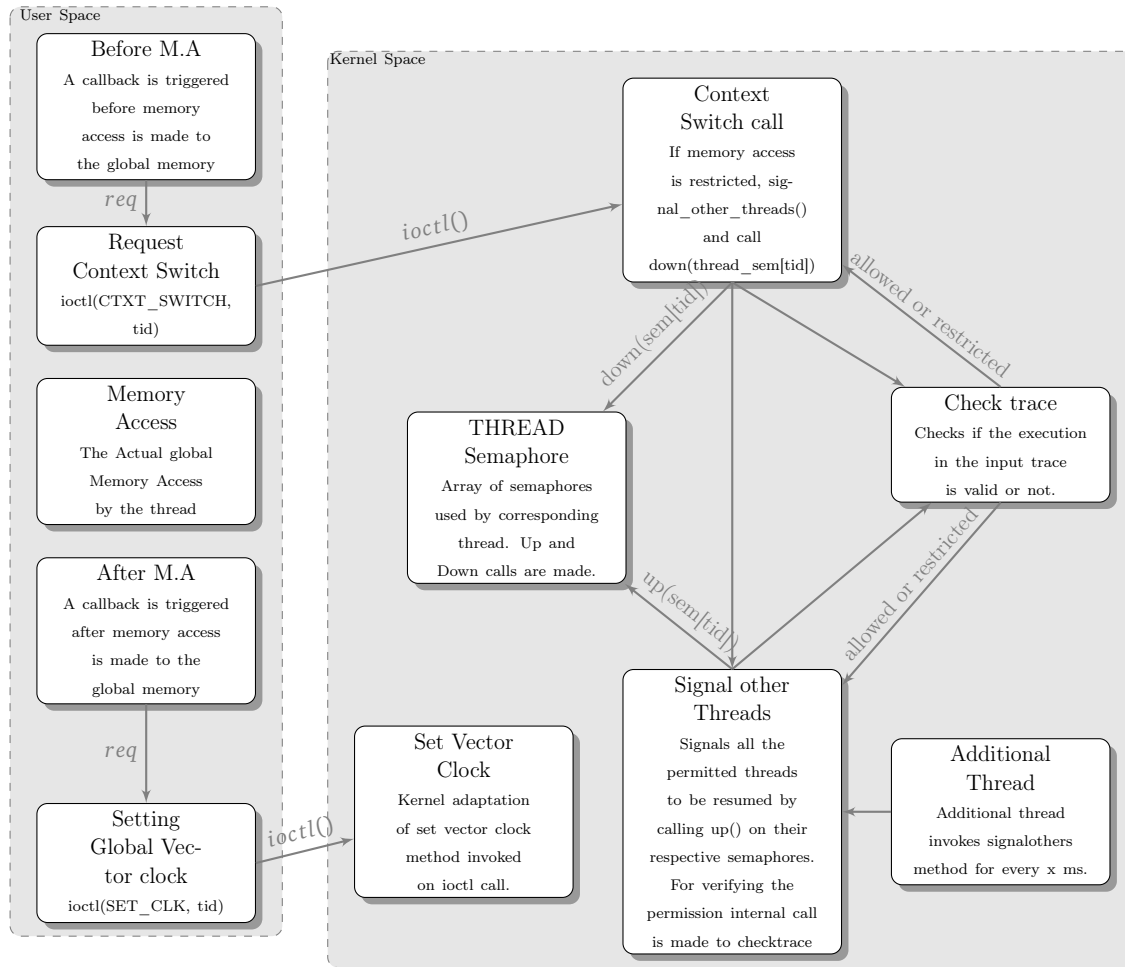 User Space
Before M.A
A callback is triggered
before memory
access is made to
the global memory
req
Request
Context Switch
ioctl(CTXT_SWITCH,
tid)
Memory
Access
The Actual global
Memory Access
by the thread
After M.A
A callback is triggered
after memory access
is made to the
global memory
req
Setting
Global Vec-
tor clock
ioctl(SET_CLK, tid)
ioctl()
ioctl()
Kernel Space
Context
Switch call
If memory access
is restricted, sig-
nal_other_threads()
and call
down(thread_sem[tid])
down(sem[tid])
allowed or restricted
THREAD
Semaphore
Array of semaphores
used by corresponding
thread. Up and
Down calls are made.
Check trace
Checks if the execution
in the input trace
is valid or not.
up(sem[tid])
allowed or restricted
Set Vector
Clock
Kernel adaptation
of set vector clock
method invoked
on ioctl call.
Signal other
Threads
Signals all the
permitted threads
to be resumed by
calling up() on their
respective semaphores.
For verifying the
permission internal call
is made to checktrace
Additional
Thread
Additional thread
invokes signalothers
method for every x ms.